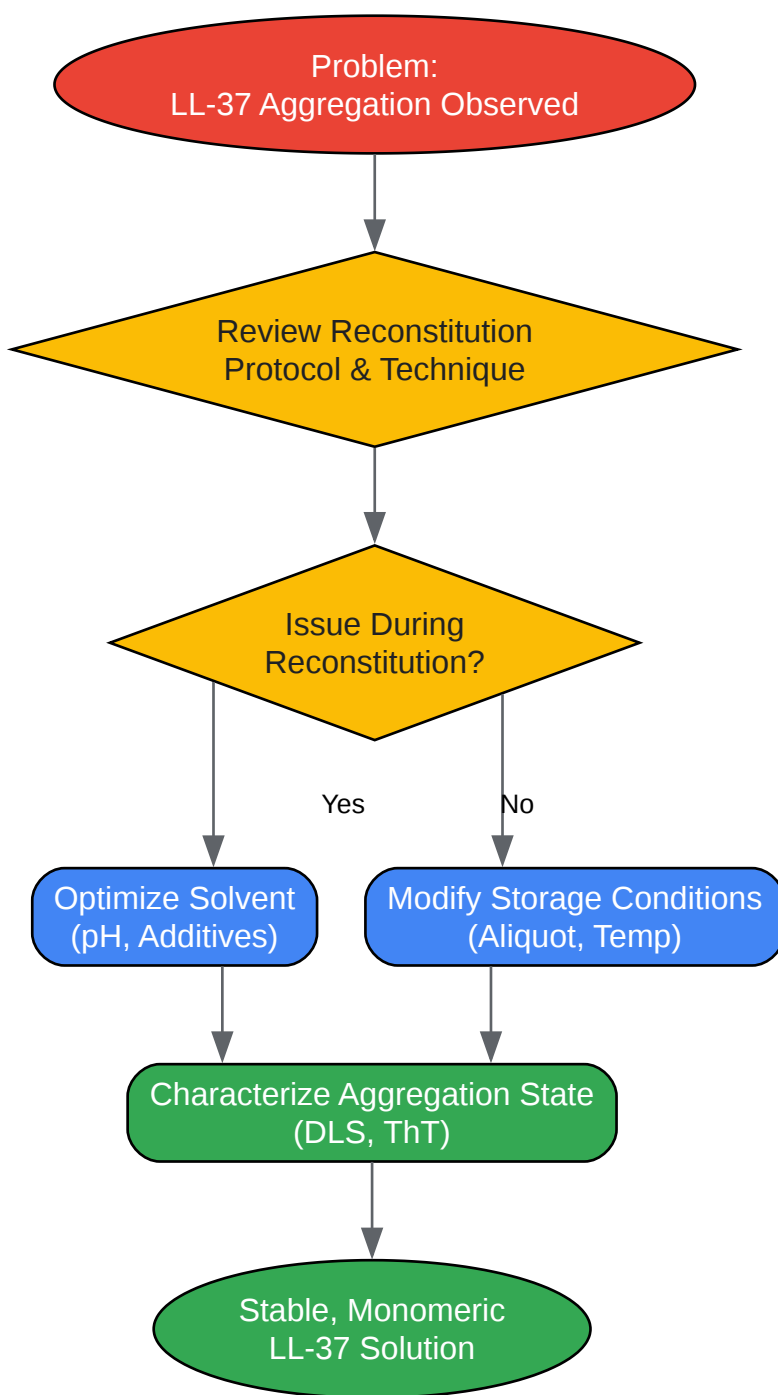 Problem:
LL-37 Aggregation Observed
Review Reconstitution
Protocol & Technique
Issue During
Reconstitution?
Yes
No
Optimize Solvent
(pH, Additives)
Modify Storage Conditions
(Aliquot, Temp)
Characterize Aggregation State
(DLS, ThT)
Stable, Monomeric
LL-37 Solution